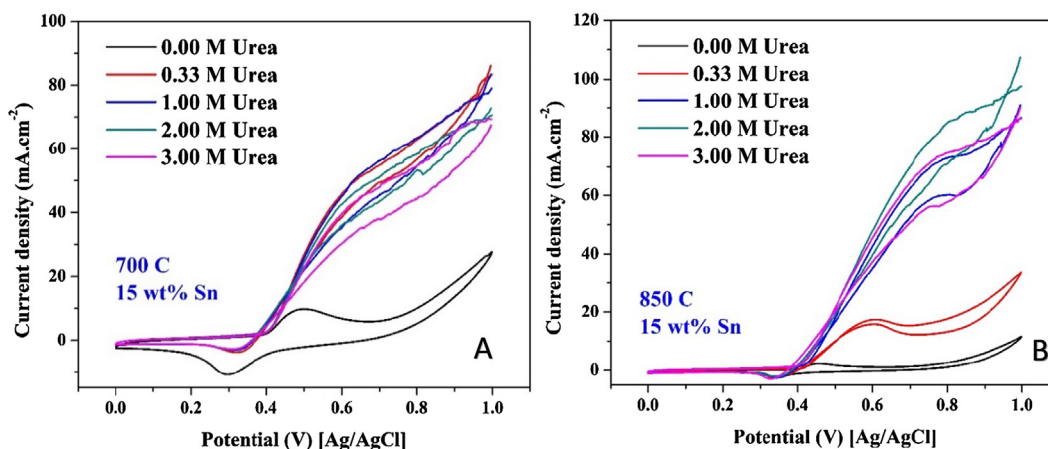 100
80
60
40
20
0
0.0 0.2 0.4 0.6 0.8 1.0
Current density (mA.cm-2)
Potential (V) [Ag/AgCl]
0.00 M Urea
0.33 M Urea
1.00 M Urea
2.00 M Urea
3.00 M Urea
700 C
15 wt% Sn
A
120
100
80
60
40
20
0
0.0 0.2 0.4 0.6 0.8 1.0
Current density (mA.cm-2)
Potential (V) [Ag/AgCl]
0.00 M Urea
0.33 M Urea
1.00 M Urea
2.00 M Urea
3.00 M Urea
850 C
15 wt% Sn
B